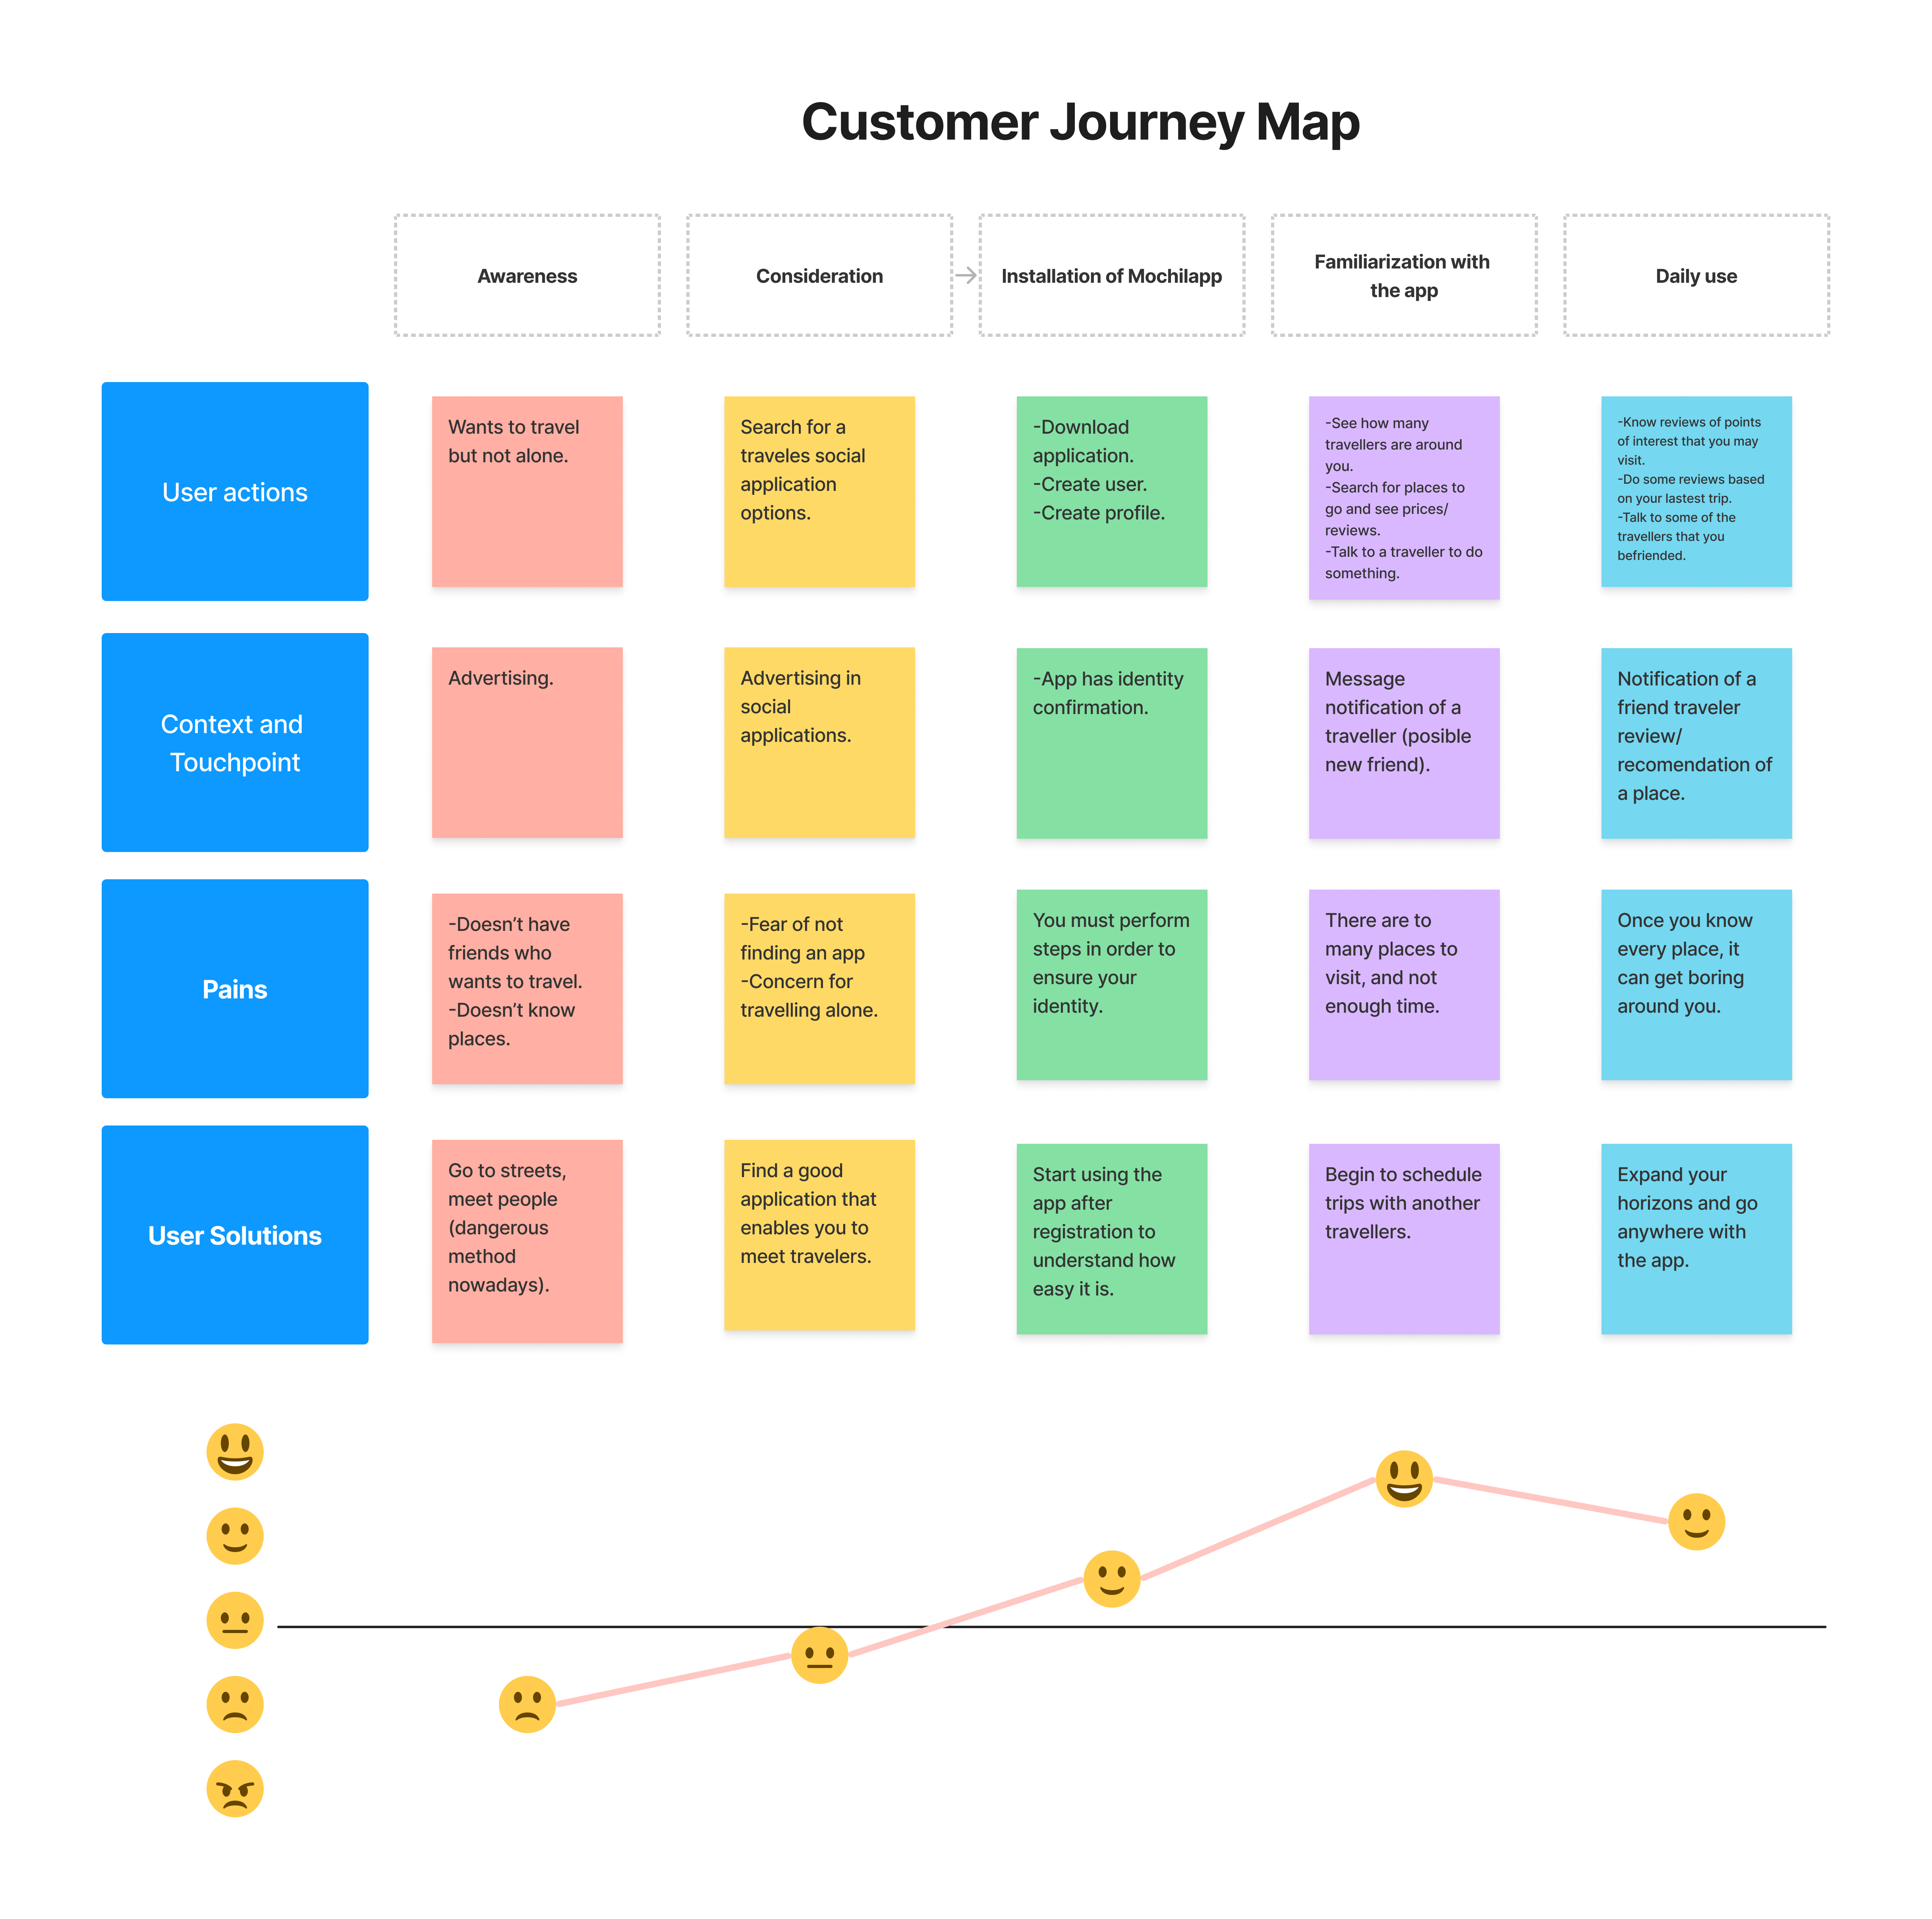 Customer Journey Map
Awareness
Consideration
Installation of Mochilapp
Familiarization with
the app
Daily use
User actions
Wants to travel
but not alone.
Search for a
traveles social
application
options.
-Download
application.
-Create user.
-Create profile.
-See how many
travellers are around
you.
-Search for places to
go and see prices/
reviews.
-Talk to a traveller to do
something.
-Know reviews of points
of interest that you may
visit.
-Do some reviews based
on your lastest trip.
-Talk to some of the
travellers that you
befriended.
Context and
Touchpoint
Advertising.
Advertising in
social
applications.
-App has identity
confirmation.
Message
notification of a
traveller (posible
new friend).
Notification of a
friend traveler
review/
recomendation of
a place.
Pains
-Doesn’t have
friends who
wants to travel.
-Doesn’t know
places.
-Fear of not
finding an app
-Concern for
travelling alone.
You must perform
steps in order to
ensure your
identity.
There are to
many places to
visit, and not
enough time.
Once you know
every place, it
can get boring
around you.
User Solutions
Go to streets,
meet people
(dangerous
method
nowadays).
Find a good
application that
enables you to
meet travelers.
Start using the
app after
registration to
understand how
easy it is.
Begin to schedule
trips with another
travellers.
Expand your
horizons and go
anywhere with
the app.